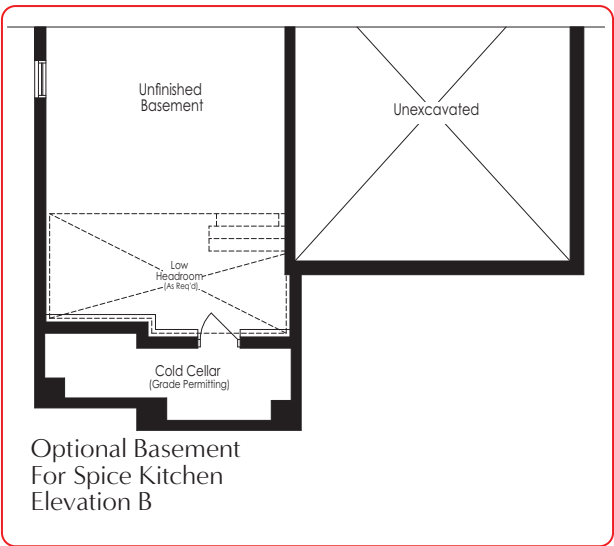 Unfinished
Basement
Unexcavated
Low
Headroom
(As Req'd)
Cold Cellar
(Grade Permitting)
Optional Basement
For Spice Kitchen
Elevation B